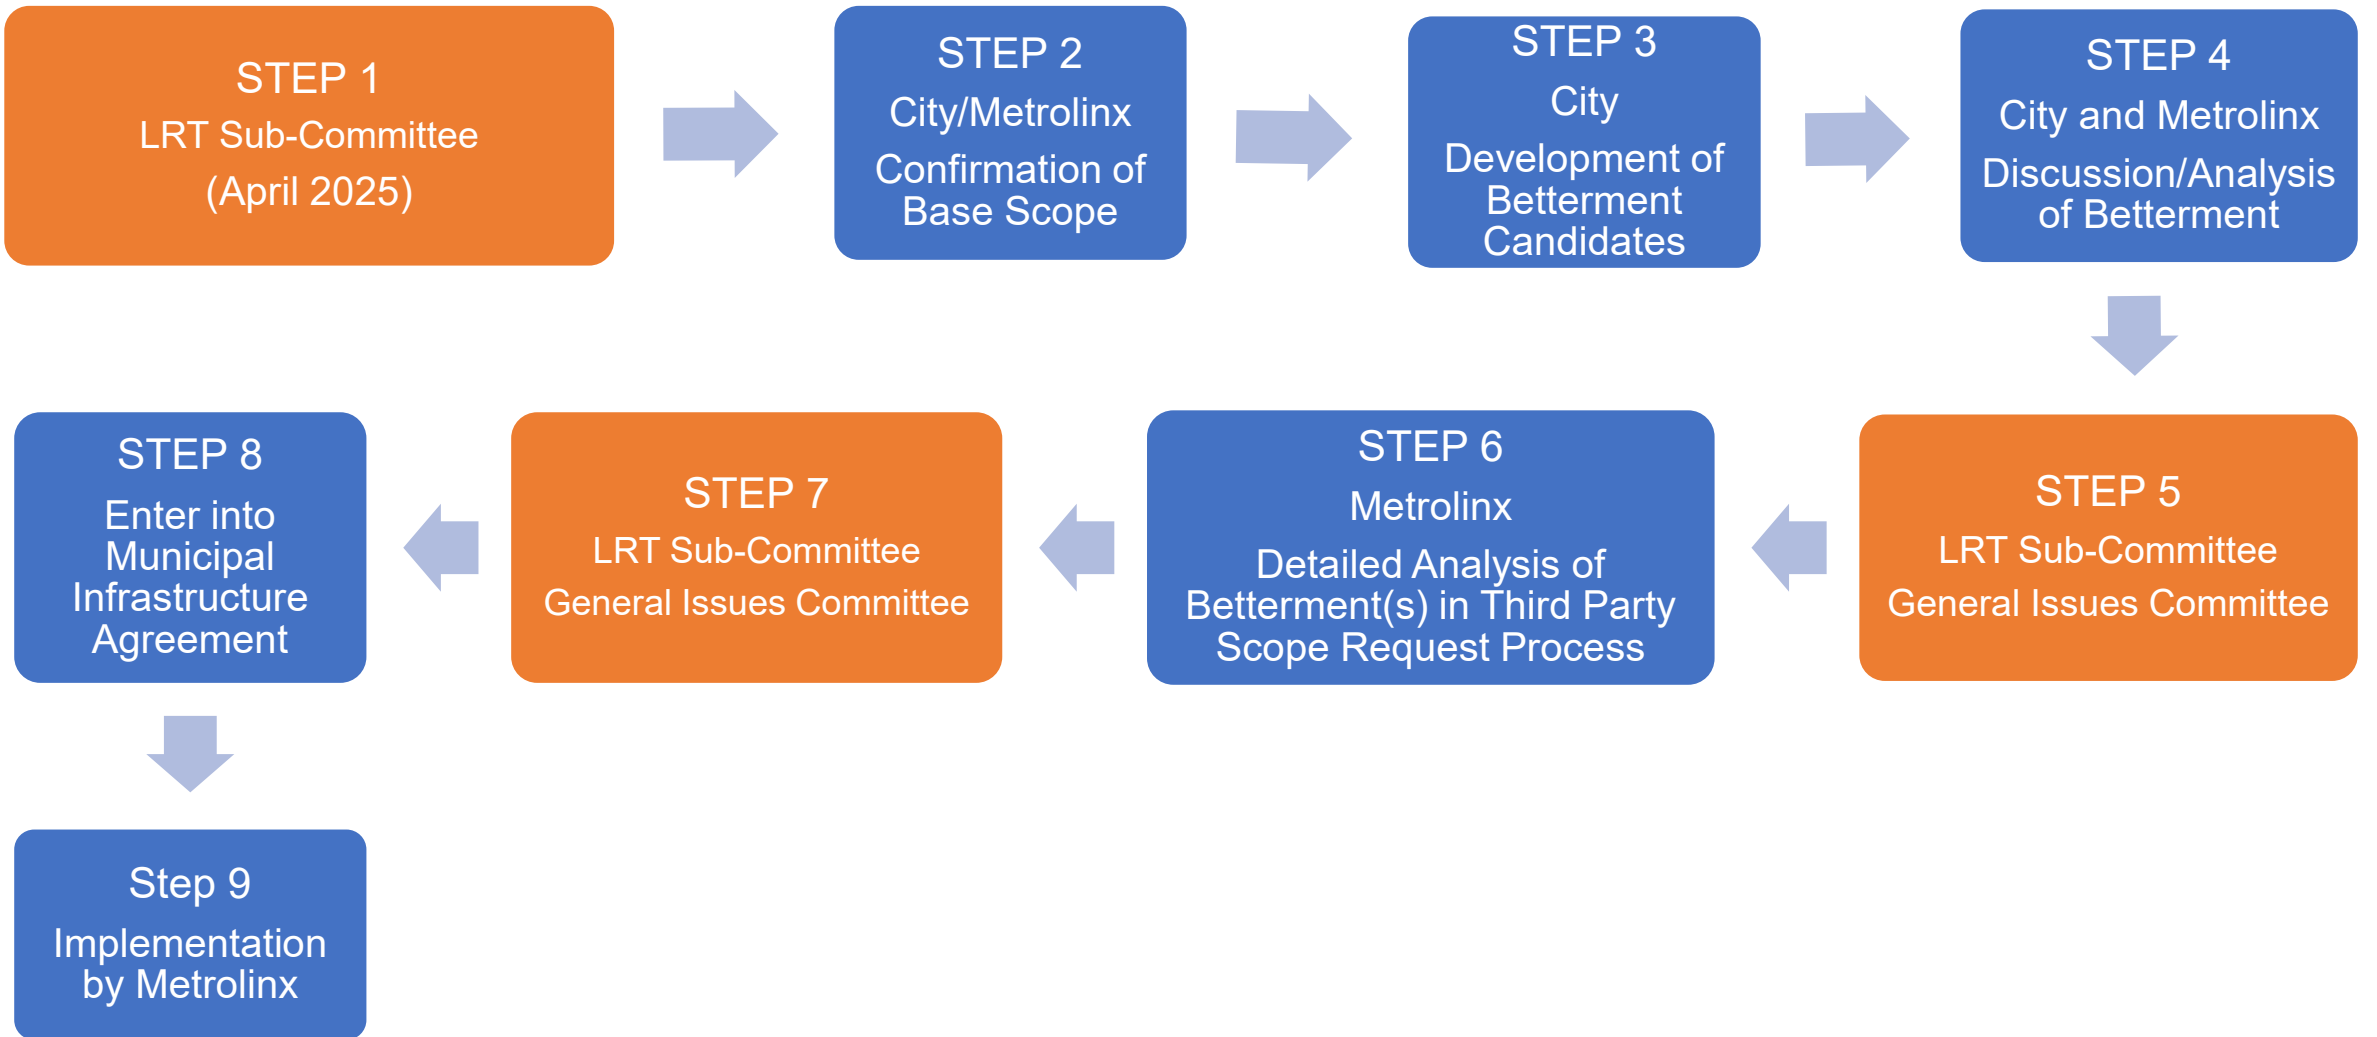 STEP 1
LRT Sub-Committee
(April 2025)
STEP 2
City/Metrolinx
Confirmation of
Base Scope
STEP 3
City
Development of
Betterment
Candidates
STEP 4
City and Metrolinx
Discussion/Analysis
of Betterment
STEP 5
LRT Sub-Committee
General Issues Committee
STEP 6
Metrolinx
Detailed Analysis of
Betterment(s) in Third Party
Scope Request Process
STEP 7
LRT Sub-Committee
General Issues Committee
STEP 8
Enter into
Municipal
Infrastructure
Agreement
Step 9
Implementation
by Metrolinx